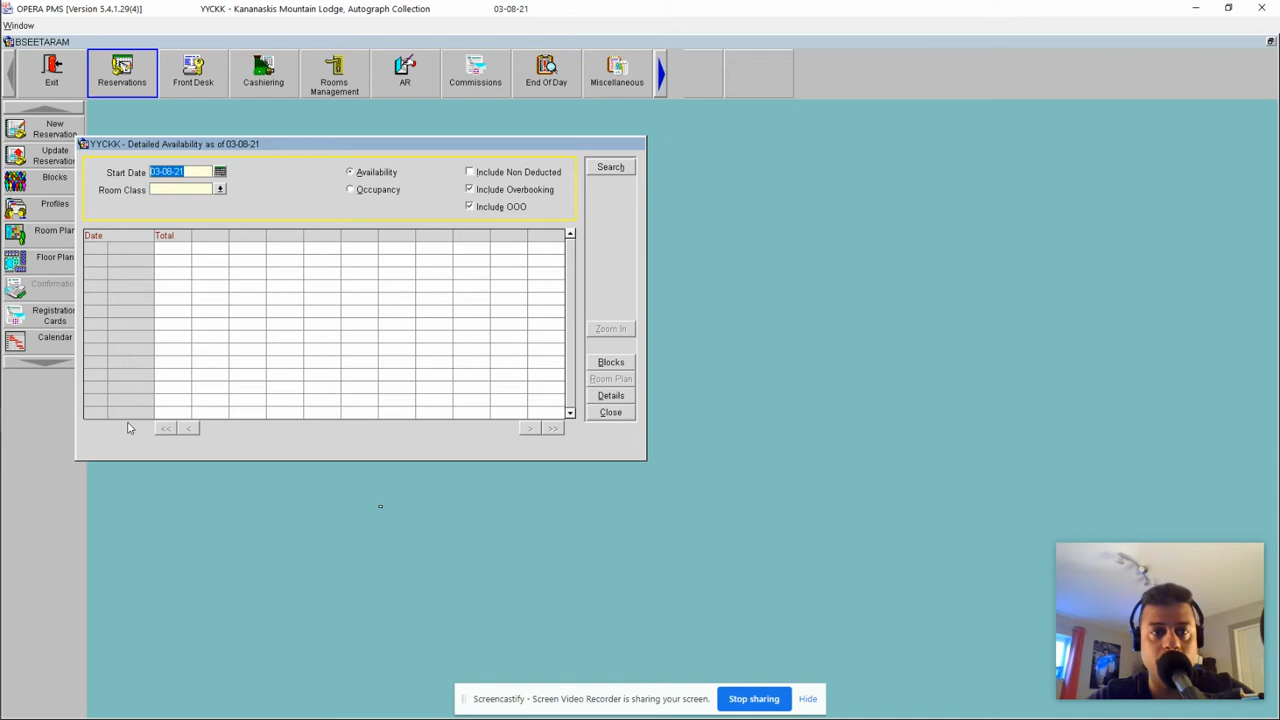 OPERA PMS [Version 5.4.1.29(4)] YYCKK - Kananaskis Mountain Lodge, Autograph Collection 03-08-21
Window
BSEETARAM
Exit Reservations Front Desk Cashiering Rooms Management AR Commissions End Of Day Miscellaneous
New Reservation
Update Reservation
Blocks
Profiles
Room Plan
Floor Plan
Confirmation
Registration Cards
Calendar
YYCKK - Detailed Availability as of 03-08-21
Start Date 03-08-21 Availability Include Non Deducted Search
Room Class Occupancy Include Overbooking
Include OOO
Date Total
Zoom In
Blocks
Room Plan
Details
Close
<< < > >>
Screencastify - Screen Video Recorder is sharing your screen. Stop sharing Hide